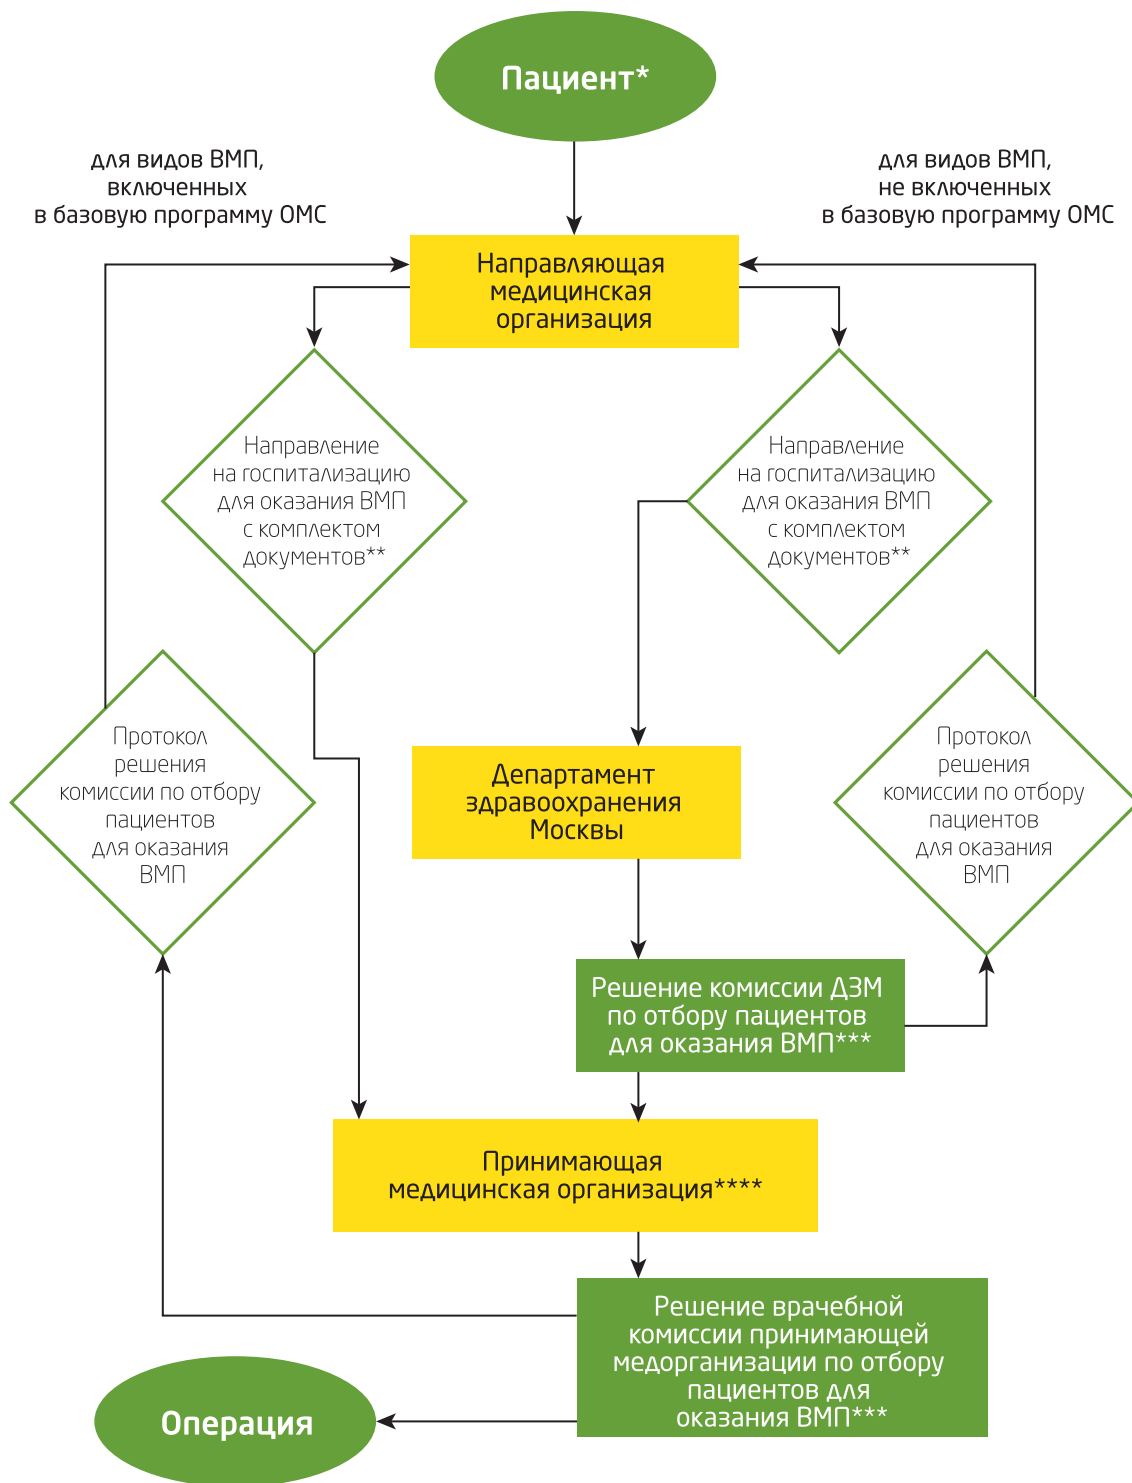 Пациент*
для видов ВМП,
включенных
в базовую программу ОМС
для видов ВМП,
не включенных
в базовую программу ОМС
Направляющая
медицинская
организация
Направление
на госпитализацию
для оказания ВМП
с комплектом
документов**
Направление
на госпитализацию
для оказания ВМП
с комплектом
документов**
Протокол
решения
комиссии по отбору
пациентов
для оказания
ВМП
Департамент
здравоохранения
Москвы
Протокол
решения
комиссии по отбору
пациентов
для оказания
ВМП
Решение комиссии ДЗМ
по отбору пациентов
для оказания ВМП***
Принимающая
медицинская организация****
Решение врачебной
комиссии принимающей
медорганизации по отбору
пациентов для
оказания ВМП***
Операция